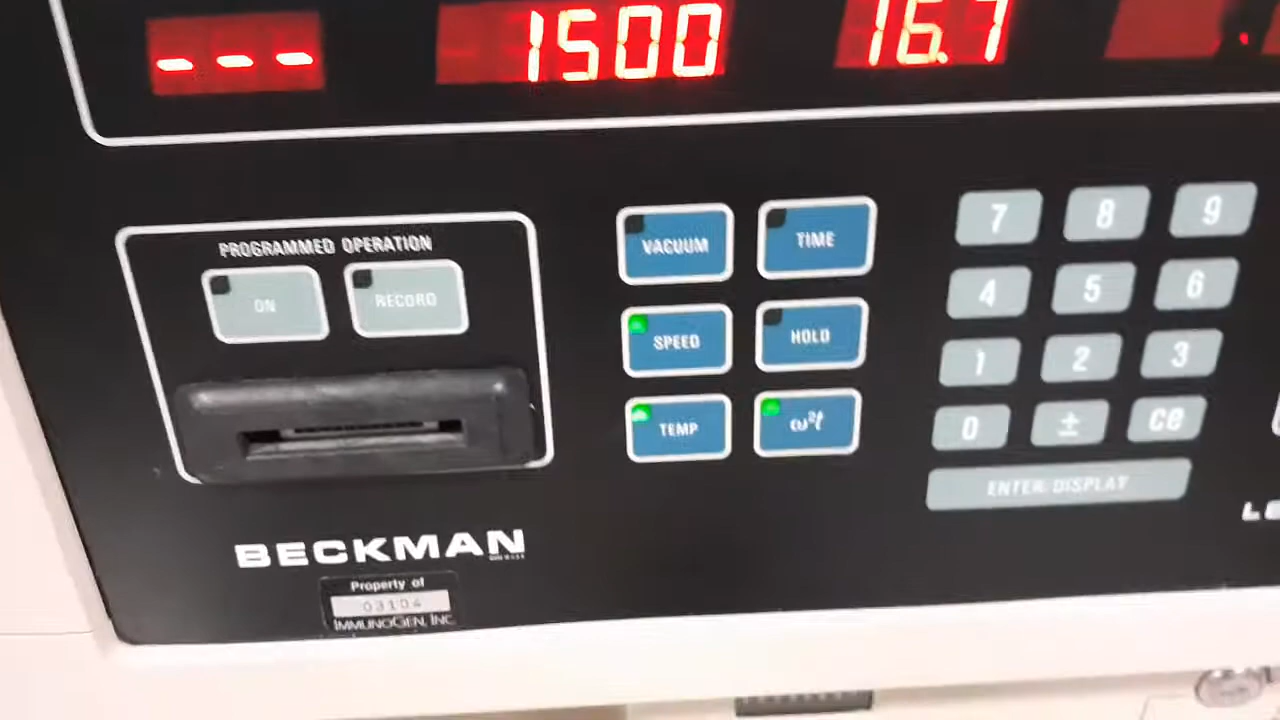 --- 1500 16.7
PROGRAMMED OPERATION
ON RECORD
VACUUM TIME
SPEED HOLD
TEMP ω²t
7 8 9
4 5 6
1 2 3
0 ± ce
ENTER/DISPLAY
BECKMAN
Property of
03104
IMMUNOGEN, INC.